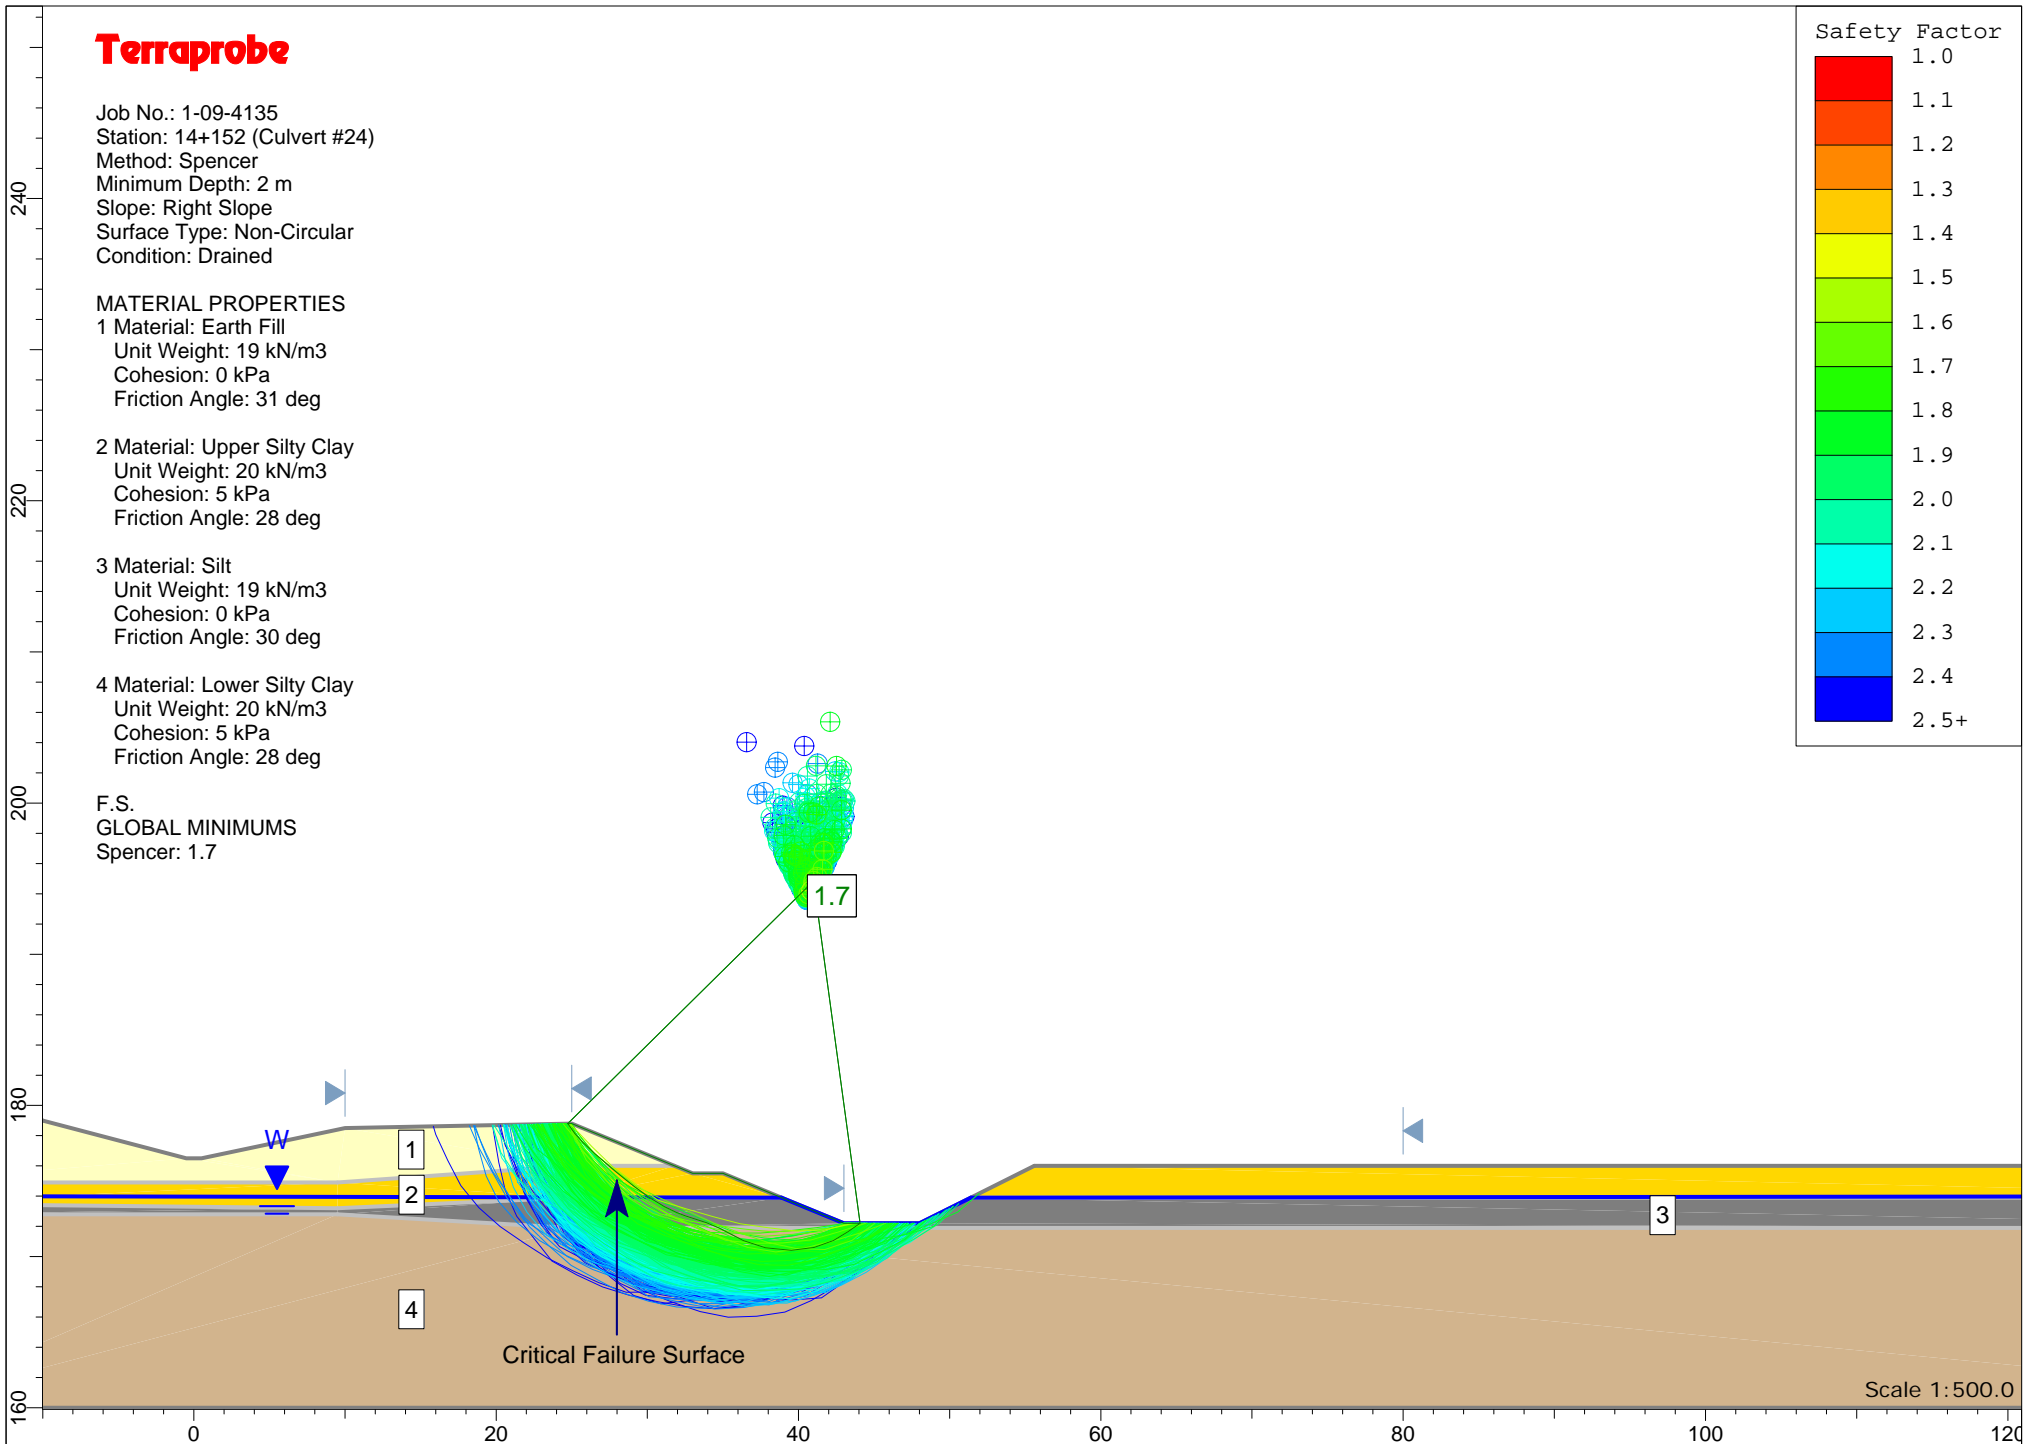 Terraprobe
Job No.: 1-09-4135
Station: 14+152 (Culvert #24)
Method: Spencer
Minimum Depth: 2 m
Slope: Right Slope
Surface Type: Non-Circular
Condition: Drained
MATERIAL PROPERTIES
1 Material: Earth Fill
Unit Weight: 19 kN/m3
Cohesion: 0 kPa
Friction Angle: 31 deg
2 Material: Upper Silty Clay
Unit Weight: 20 kN/m3
Cohesion: 5 kPa
Friction Angle: 28 deg
3 Material: Silt
Unit Weight: 19 kN/m3
Cohesion: 0 kPa
Friction Angle: 30 deg
4 Material: Lower Silty Clay
Unit Weight: 20 kN/m3
Cohesion: 5 kPa
Friction Angle: 28 deg
F.S.
GLOBAL MINIMUMS
Spencer: 1.7
Safety Factor
1.0
1.1
1.2
1.3
1.4
1.5
1.6
1.7
1.8
1.9
2.0
2.1
2.2
2.3
2.4
2.5+
240
220
200
180
160
1.7
W
1
2
3
4
Critical Failure Surface
Scale 1:500.0
0
20
40
60
80
100
120